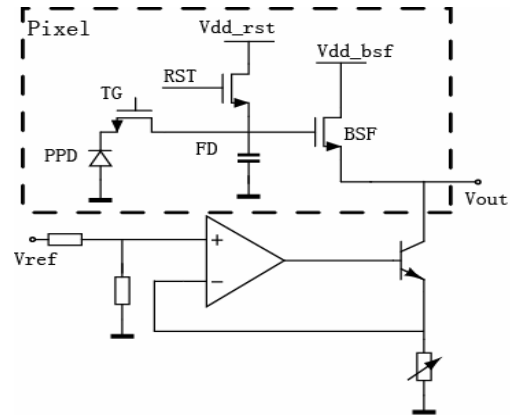 Pixel
Vdd_rst
Vdd_bsf
RST
TG
BSF
PPD
FD
Vout
+
Vref
−